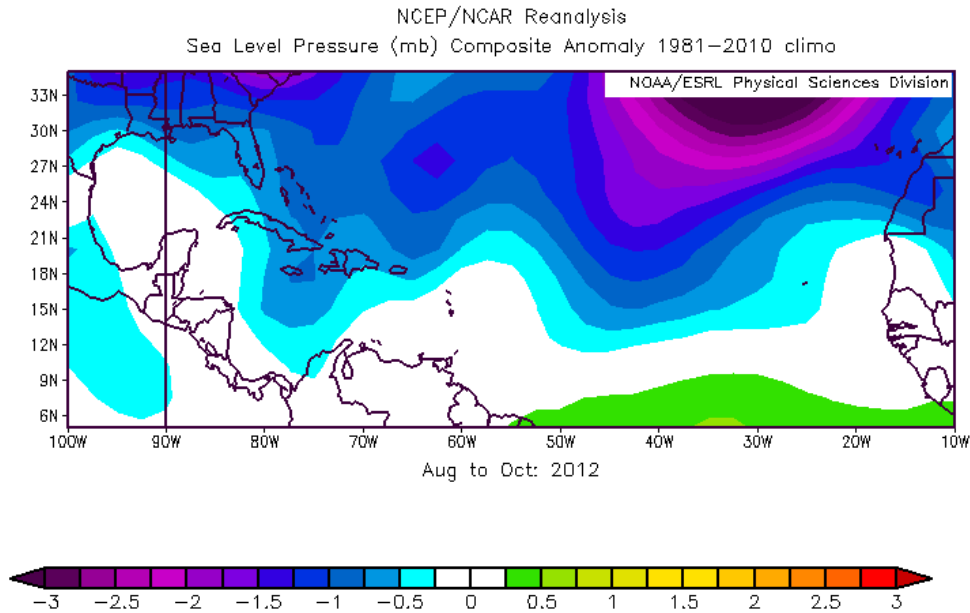 NCEP/NCAR Reanalysis
Sea Level Pressure (mb) Composite Anomaly 1981-2010 climo
NOAA/ESRL Physical Sciences Division
33N
30N
27N
24N
21N
18N
15N
12N
9N
6N
100W 90W 80W 70W 60W 50W 40W 30W 20W 10W
Aug to Oct: 2012
-3 -2.5 -2 -1.5 -1 -0.5 0 0.5 1 1.5 2 2.5 3